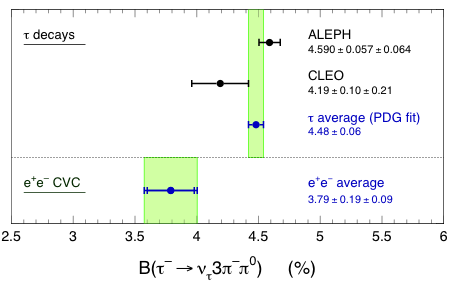 τ decays
ALEPH
4.590 ± 0.057 ± 0.064
CLEO
4.19 ± 0.10 ± 0.21
τ average (PDG fit)
4.48 ± 0.06
e⁺e⁻ CVC
e⁺e⁻ average
3.79 ± 0.19 ± 0.09
2.5 3 3.5 4 4.5 5 5.5 6
B(τ⁻ → ν_τ3π⁻π⁰) (%)